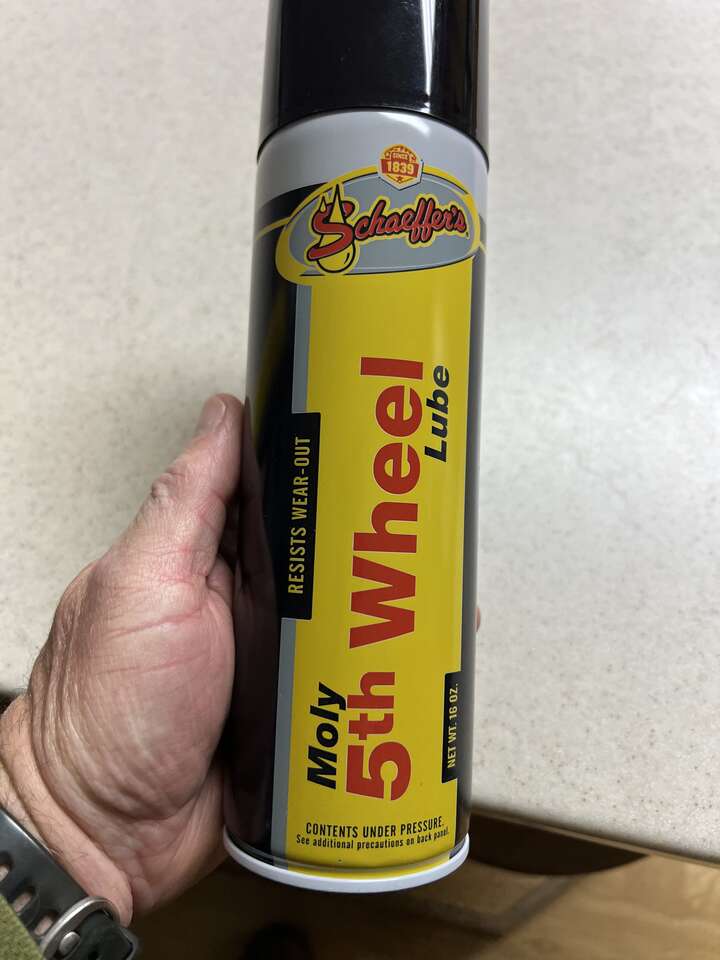 SINCE
1839
Schaeffer's
RESISTS WEAR-OUT
Moly
5th Wheel
Lube
NET WT. 16 OZ.
CONTENTS UNDER PRESSURE.
See additional precautions on back panel.